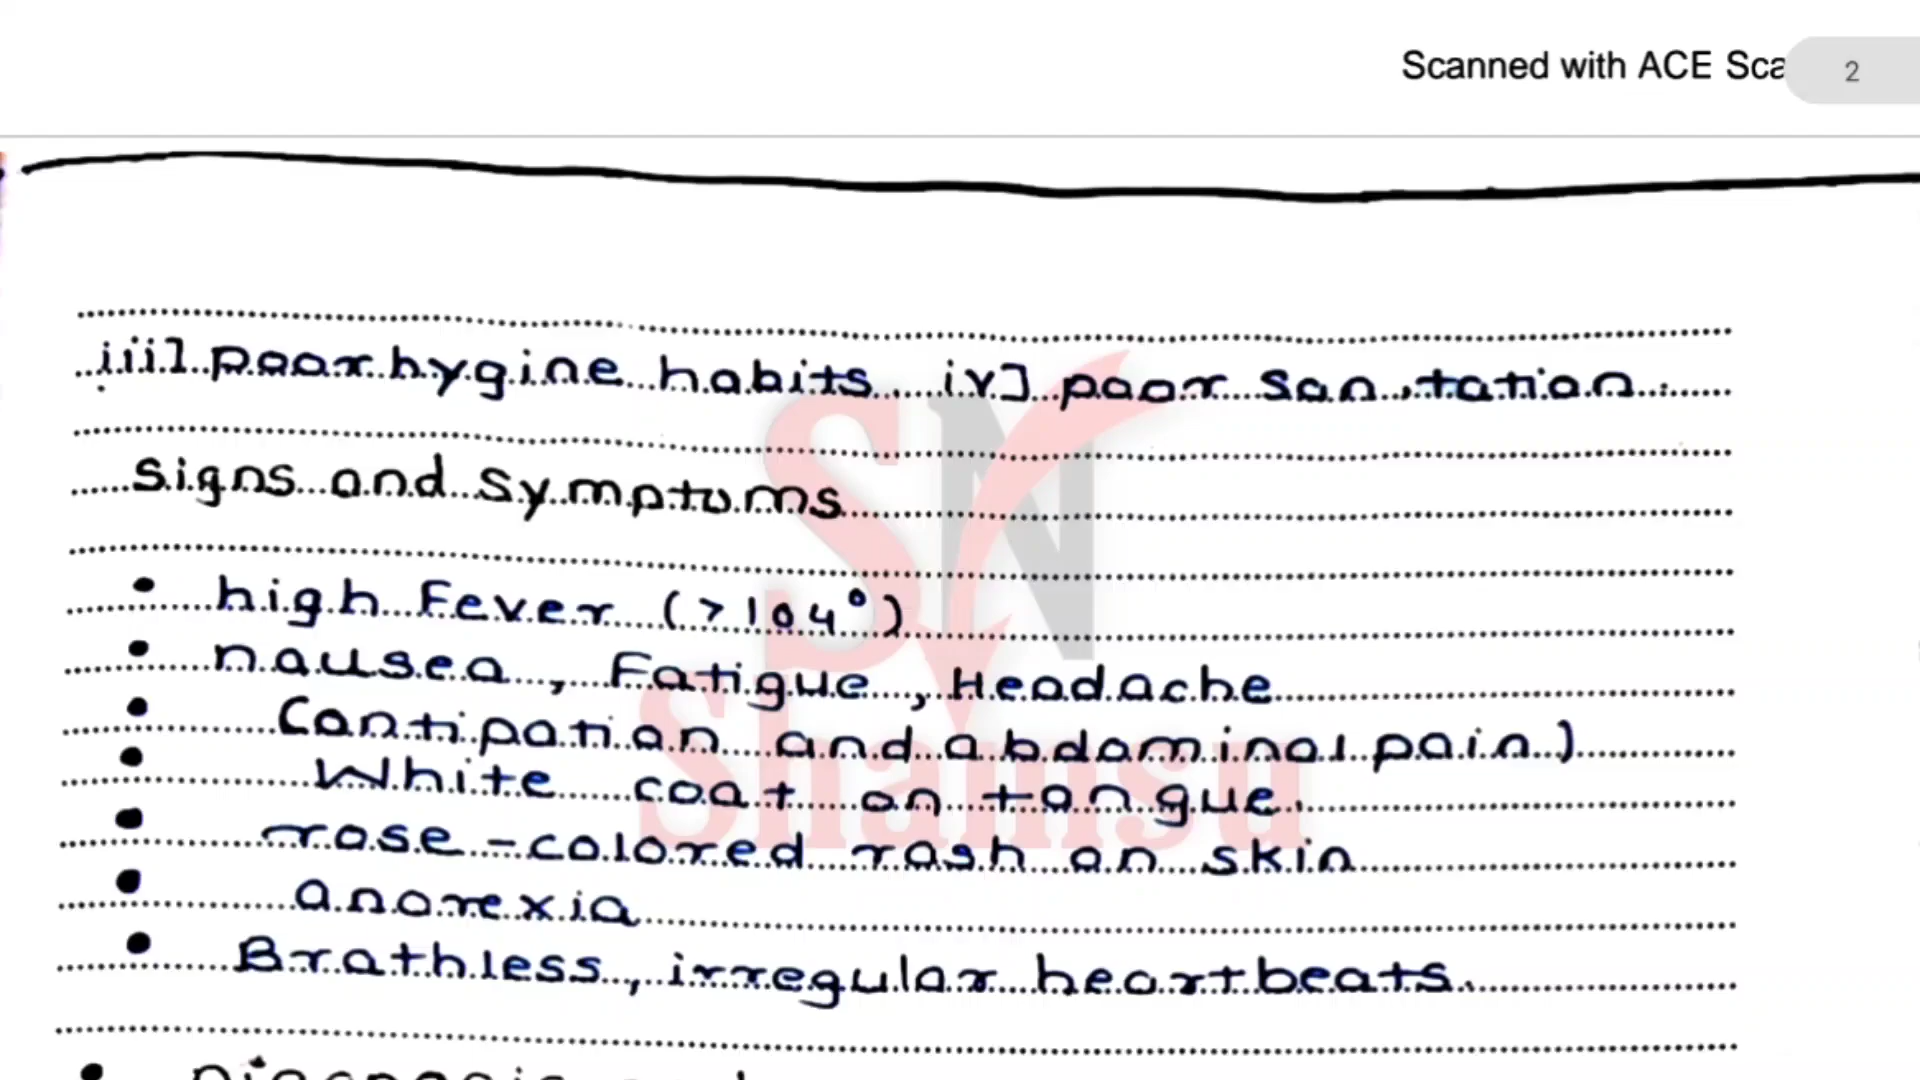 Scanned with ACE Sca
2
iii] poor hygine habits. iv] poor sanitation.
Signs and Symptoms
• high Fever (>104°)
• nausea, Fatigue, Headache
• Contipation and abdominal pain)
• White coat on tongue.
• rose-colored rash on skin
• anorexia
• Brathless, irregular heartbeats.
SN
Shamsu